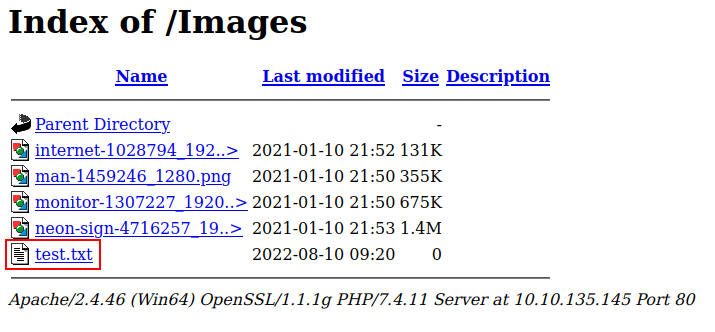 Index of /Images
Name Last modified Size Description
Parent Directory -
internet-1028794_192..> 2021-01-10 21:52 131K
man-1459246_1280.png 2021-01-10 21:50 355K
monitor-1307227_1920..> 2021-01-10 21:50 675K
neon-sign-4716257_19..> 2021-01-10 21:53 1.4M
test.txt 2022-08-10 09:20 0
Apache/2.4.46 (Win64) OpenSSL/1.1.1g PHP/7.4.11 Server at 10.10.135.145 Port 80